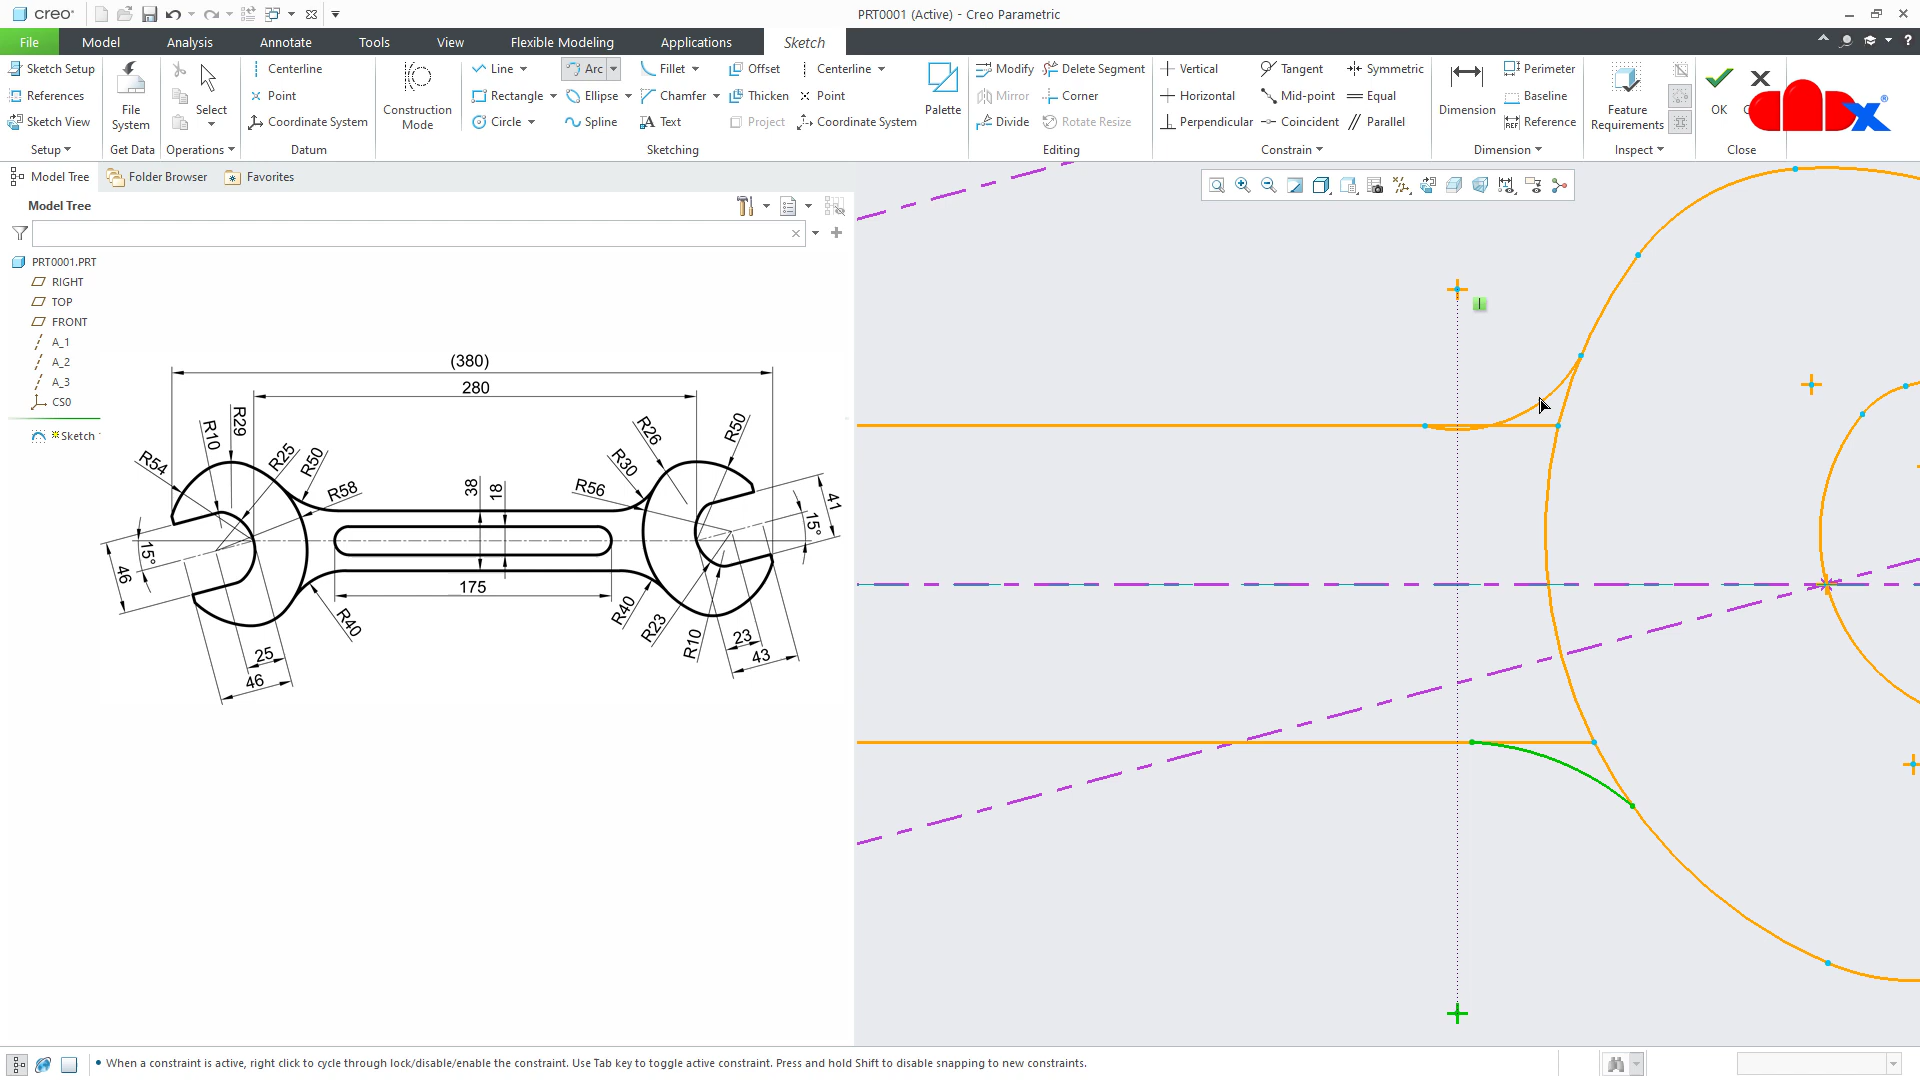 creo
PRT0001 (Active) - Creo Parametric
File Model Analysis Annotate Tools View Flexible Modeling Applications Sketch
Sketch Setup
References
Sketch View
Setup
File System
Get Data
Select
Operations
Centerline
Point
Coordinate System
Datum
Construction Mode
Line Arc Fillet Offset Centerline
Rectangle Ellipse Chamfer Thicken Point
Circle Spline Text Project Coordinate System
Palette
Sketching
Modify Delete Segment
Mirror Corner
Divide Rotate Resize
Editing
Vertical Tangent Symmetric
Horizontal Mid-point Equal
Perpendicular Coincident Parallel
Constrain
Dimension
Perimeter
Baseline
REF Reference
Dimension
Feature Requirements
Inspect
OK
C
Close
Model Tree Folder Browser Favorites
Model Tree
PRT0001.PRT
RIGHT
TOP
FRONT
A_1
A_2
A_3
CS0
Sketch
(380)
280
R54
R10
R29
R25
R50
R58
38
18
R56
R30
R26
R50
41
15°
46
15°
175
R40
25
46
R40
R23
R10
23
43
When a constraint is active, right click to cycle through lock/disable/enable the constraint. Use Tab key to toggle active constraint. Press and hold Shift to disable snapping to new constraints.